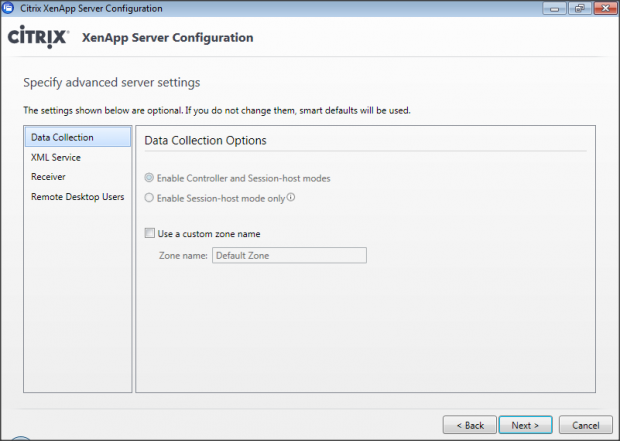 Citrix XenApp Server Configuration
CITRIX XenApp Server Configuration
Specify advanced server settings
The settings shown below are optional. If you do not change them, smart defaults will be used.
Data Collection
XML Service
Receiver
Remote Desktop Users
Data Collection Options
Enable Controller and Session-host modes
Enable Session-host mode only
Use a custom zone name
Zone name: Default Zone
< Back Next > Cancel